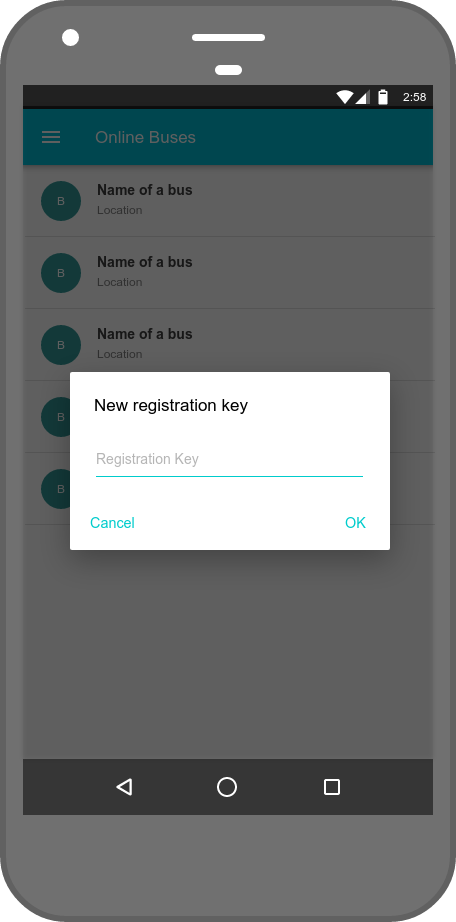 2:58
Online Buses
B
Name of a bus
Location
B
Name of a bus
Location
B
Name of a bus
Location
B
B
New registration key
Registration Key
Cancel OK